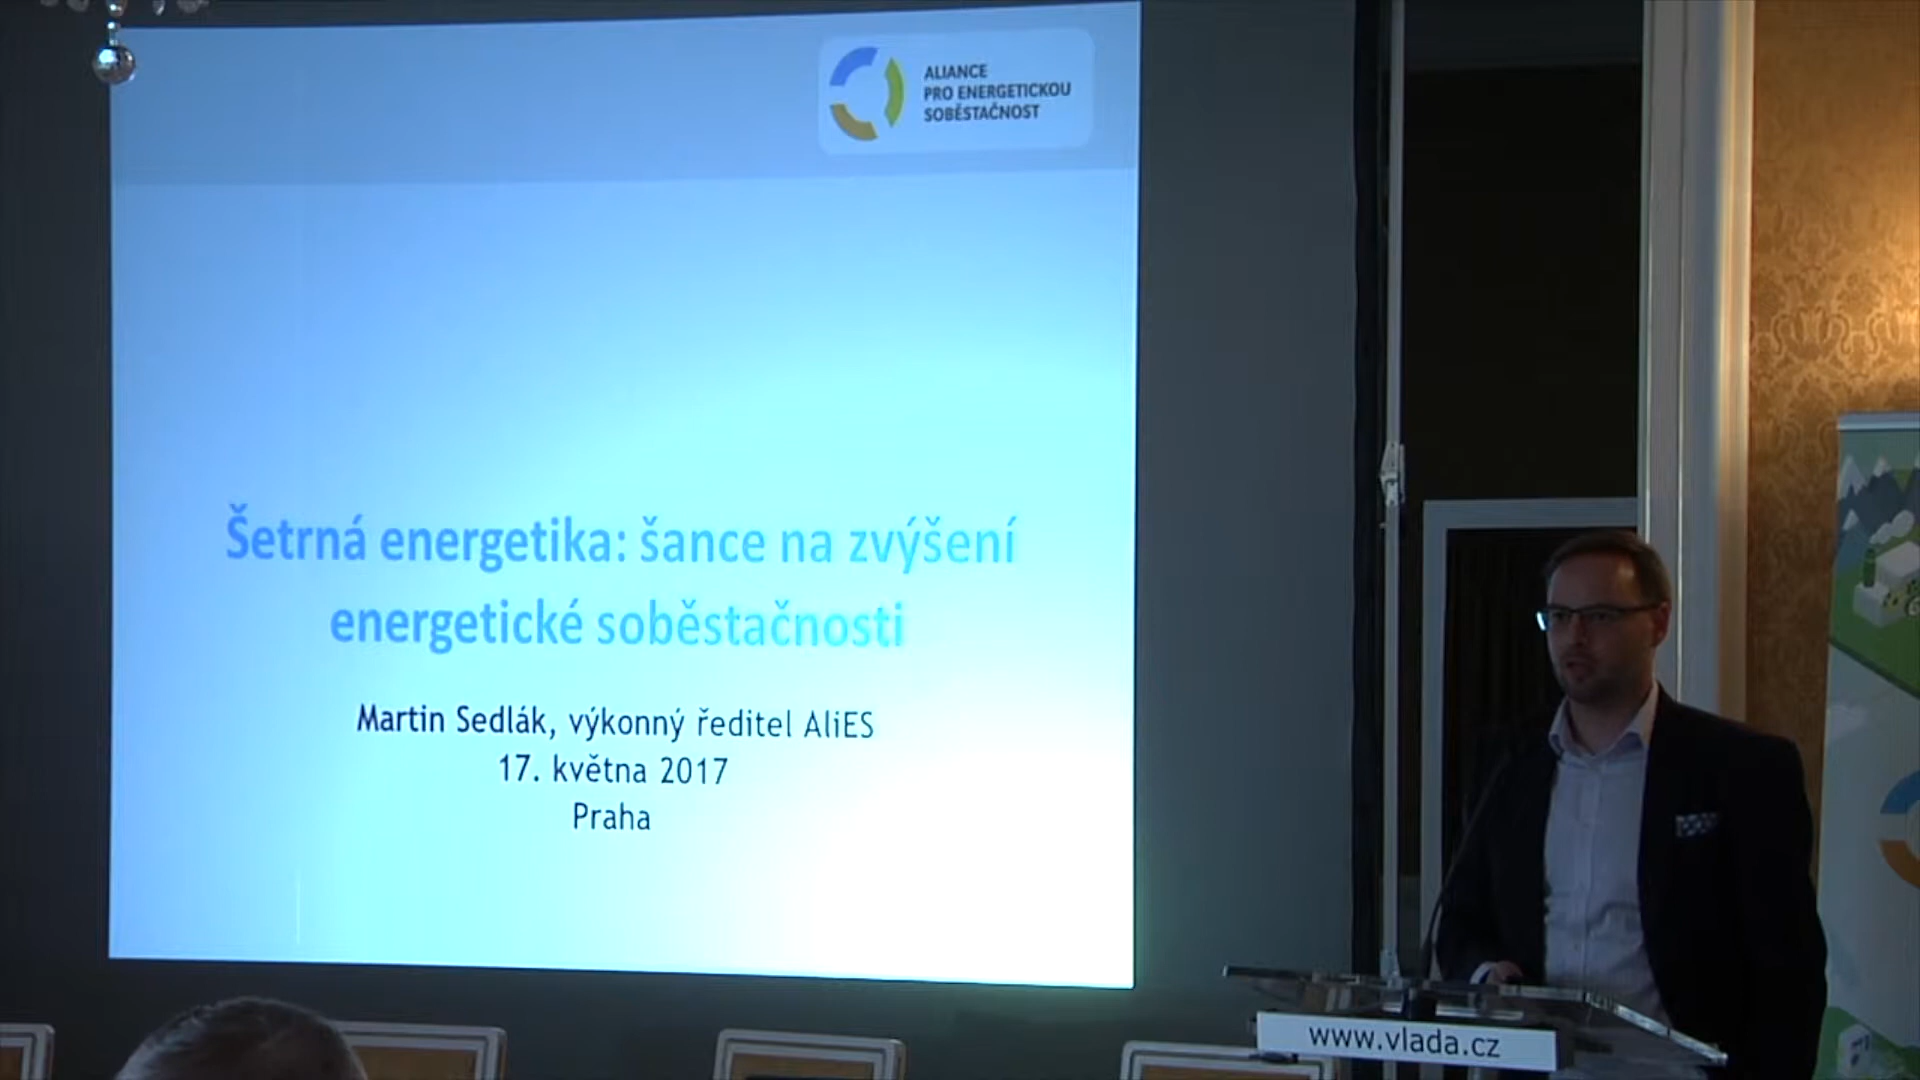 ALIANCE
PRO ENERGETICKOU
SOBĚSTAČNOST
Šetrná energetika: šance na zvýšení
energetické soběstačnosti
Martin Sedlák, výkonný ředitel AliES
17. května 2017
Praha
www.vlada.cz